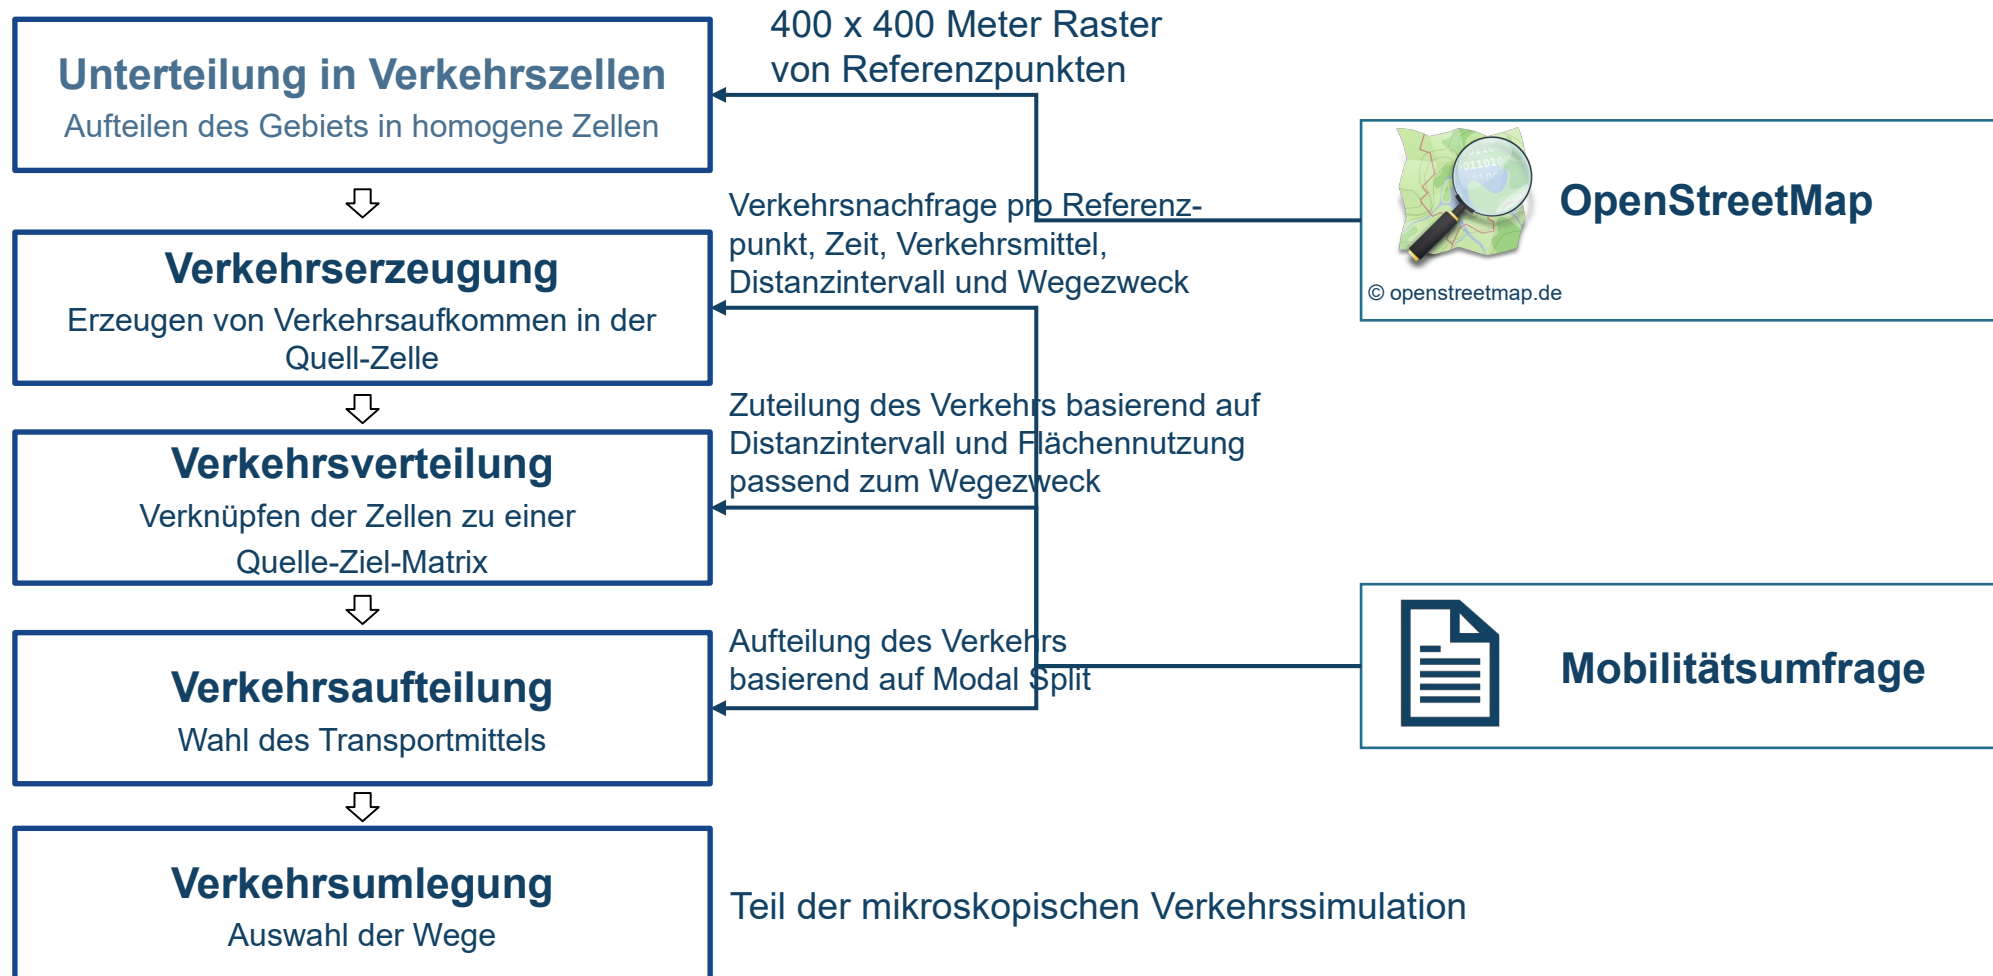 400 x 400 Meter Raster
von Referenzpunkten
Unterteilung in Verkehrszellen
Aufteilen des Gebiets in homogene Zellen
OpenStreetMap
© openstreetmap.de
Verkehrsnachfrage pro Referenz-
punkt, Zeit, Verkehrsmittel,
Distanzintervall und Wegezweck
Verkehrserzeugung
Erzeugen von Verkehrsaufkommen in der
Quell-Zelle
Zuteilung des Verkehrs basierend auf
Distanzintervall und Flächennutzung
passend zum Wegezweck
Verkehrsverteilung
Verknüpfen der Zellen zu einer
Quelle-Ziel-Matrix
Aufteilung des Verkehrs
basierend auf Modal Split
Mobilitätsumfrage
Verkehrsaufteilung
Wahl des Transportmittels
Verkehrsumlegung
Auswahl der Wege
Teil der mikroskopischen Verkehrssimulation